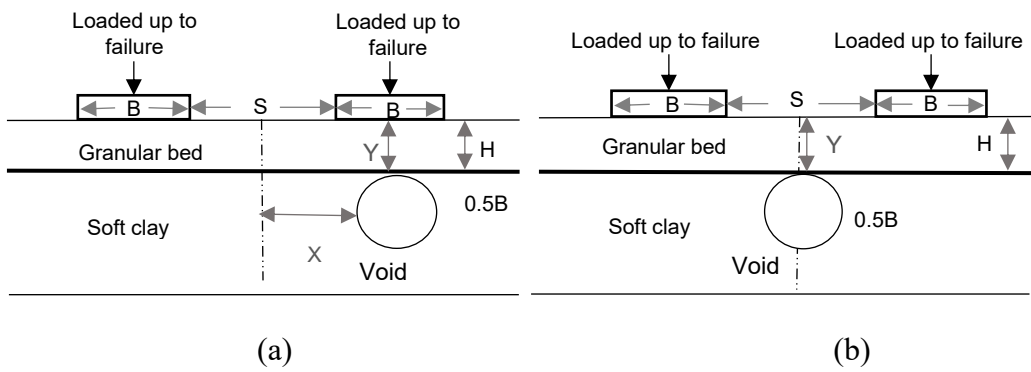 Loaded up to
failure
Loaded up to
failure
B
S
B
Granular bed
Y
H
Soft clay
0.5B
X
Void
(a)
Loaded up to failure
Loaded up to failure
B
S
B
Granular bed
Y
H
Soft clay
0.5B
Void
(b)